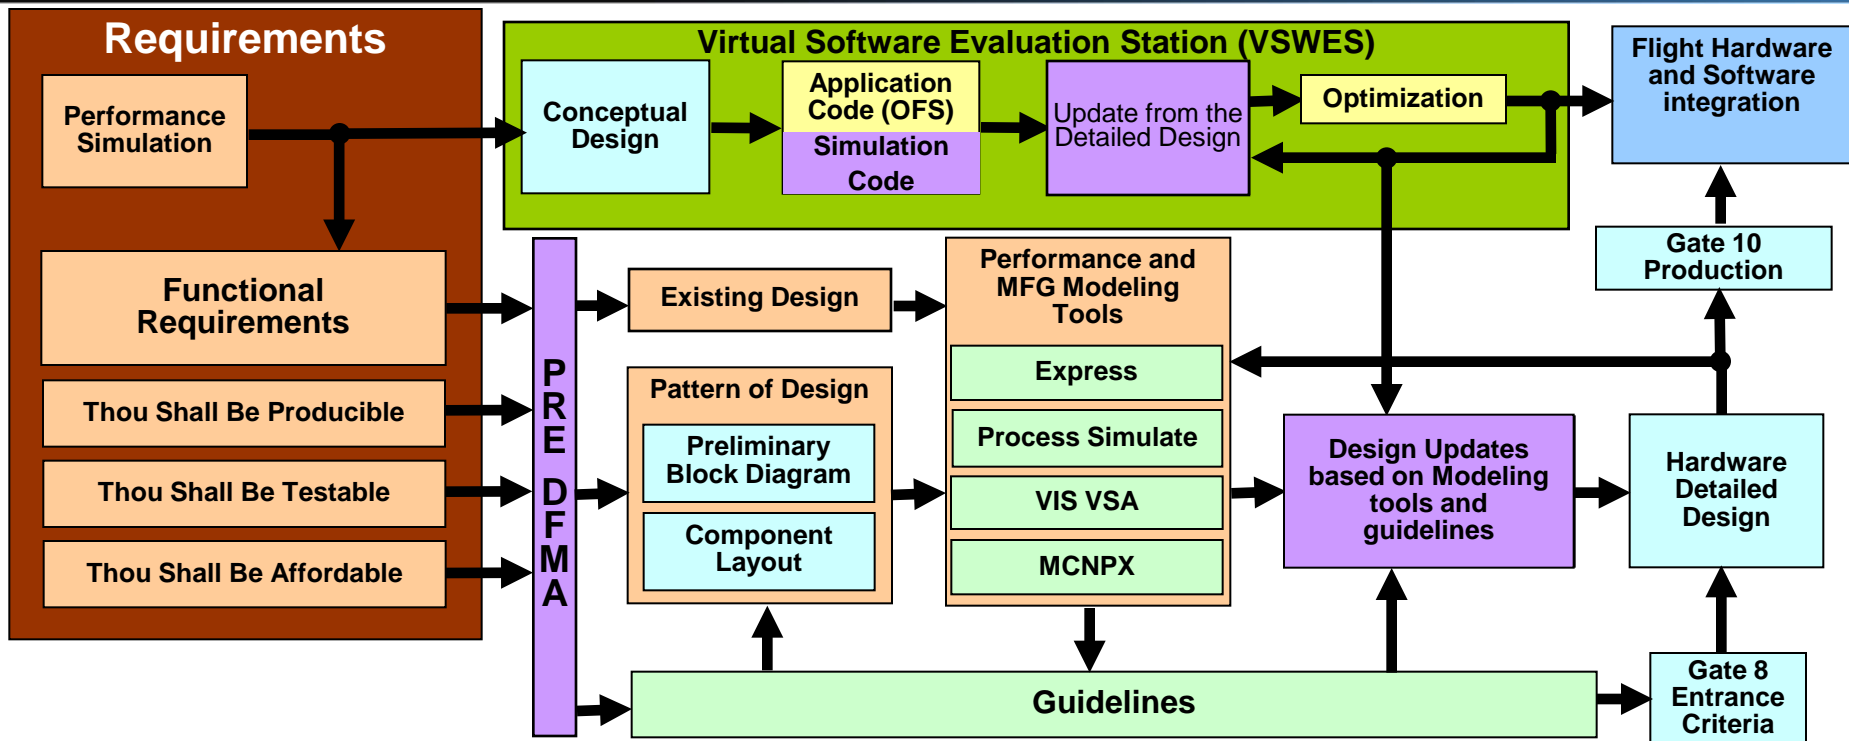 Requirements
Performance
Simulation
Functional
Requirements
Thou Shall Be Producible
Thou Shall Be Testable
Thou Shall Be Affordable
Virtual Software Evaluation Station (VSWES)
Conceptual
Design
Application
Code (OFS)
Simulation
Code
Update from the
Detailed Design
Optimization
Flight Hardware
and Software
integration
PRE DFMA
Existing Design
Pattern of Design
Preliminary
Block Diagram
Component
Layout
Performance and
MFG Modeling
Tools
Express
Process Simulate
VIS VSA
MCNPX
Design Updates
based on Modeling
tools and
guidelines
Gate 10
Production
Hardware
Detailed
Design
Guidelines
Gate 8
Entrance
Criteria